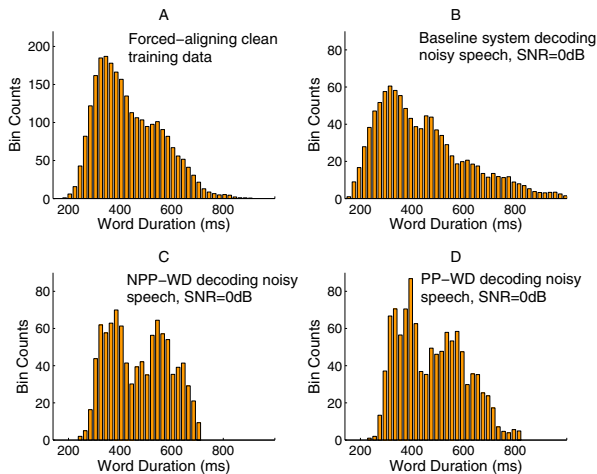 A
Forced-aligning clean
training data
Bin Counts
200
150
100
50
0
200 400 600 800
Word Duration (ms)
B
Baseline system decoding
noisy speech, SNR=0dB
Bin Counts
80
60
40
20
0
200 400 600 800
Word Duration (ms)
C
NPP-WD decoding noisy
speech, SNR=0dB
Bin Counts
80
60
40
20
0
200 400 600 800
Word Duration (ms)
D
PP-WD decoding noisy
speech, SNR=0dB
Bin Counts
80
60
40
20
0
200 400 600 800
Word Duration (ms)